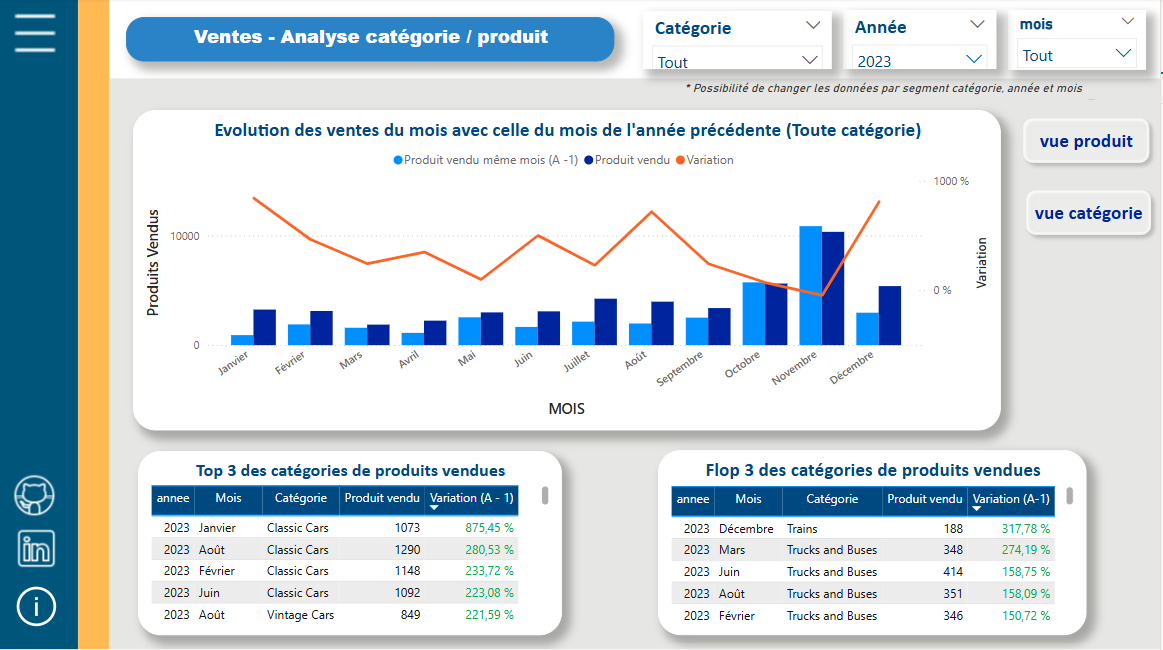 Ventes - Analyse catégorie / produit
Catégorie
Tout
Année
2023
mois
Tout
* Possibilité de changer les données par segment catégorie, année et mois
Evolution des ventes du mois avec celle du mois de l'année précédente (Toute catégorie)
Produit vendu même mois (A -1) Produit vendu Variation
1000 %
10000
0 %
0
Produits Vendus
Variation
Janvier Février Mars Avril Mai Juin Juillet Août Septembre Octobre Novembre Décembre
MOIS
vue produit
vue catégorie
Top 3 des catégories de produits vendues
annee Mois Catégorie Produit vendu Variation (A - 1)
2023 Janvier Classic Cars 1073 875,45 %
2023 Août Classic Cars 1290 280,53 %
2023 Février Classic Cars 1148 233,72 %
2023 Juin Classic Cars 1092 223,08 %
2023 Août Vintage Cars 849 221,59 %
Flop 3 des catégories de produits vendues
annee Mois Catégorie Produit vendu Variation (A-1)
2023 Décembre Trains 188 317,78 %
2023 Mars Trucks and Buses 348 274,19 %
2023 Juin Trucks and Buses 414 158,75 %
2023 Août Trucks and Buses 351 158,09 %
2023 Février Trucks and Buses 346 150,72 %
in
i